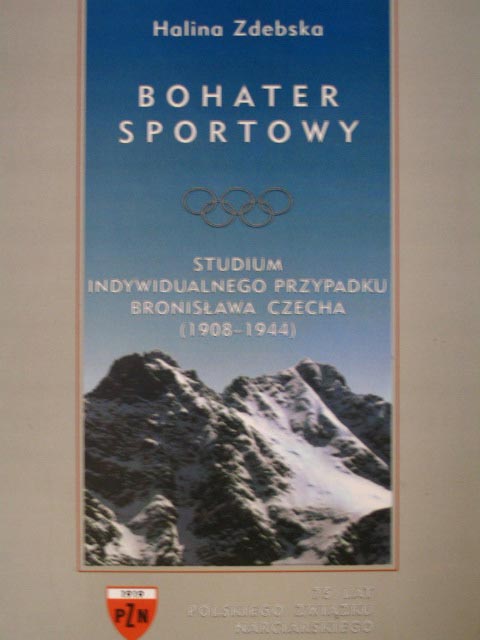 Halina Zdebska
BOHATER
SPORTOWY
STUDIUM
INDYWIDUALNEGO PRZYPADKU
BRONISŁAWA CZECHA
(1908-1944)
1919
PZN
75 LAT
POLSKIEGO ZWIĄZKU
NARCIARSKIEGO